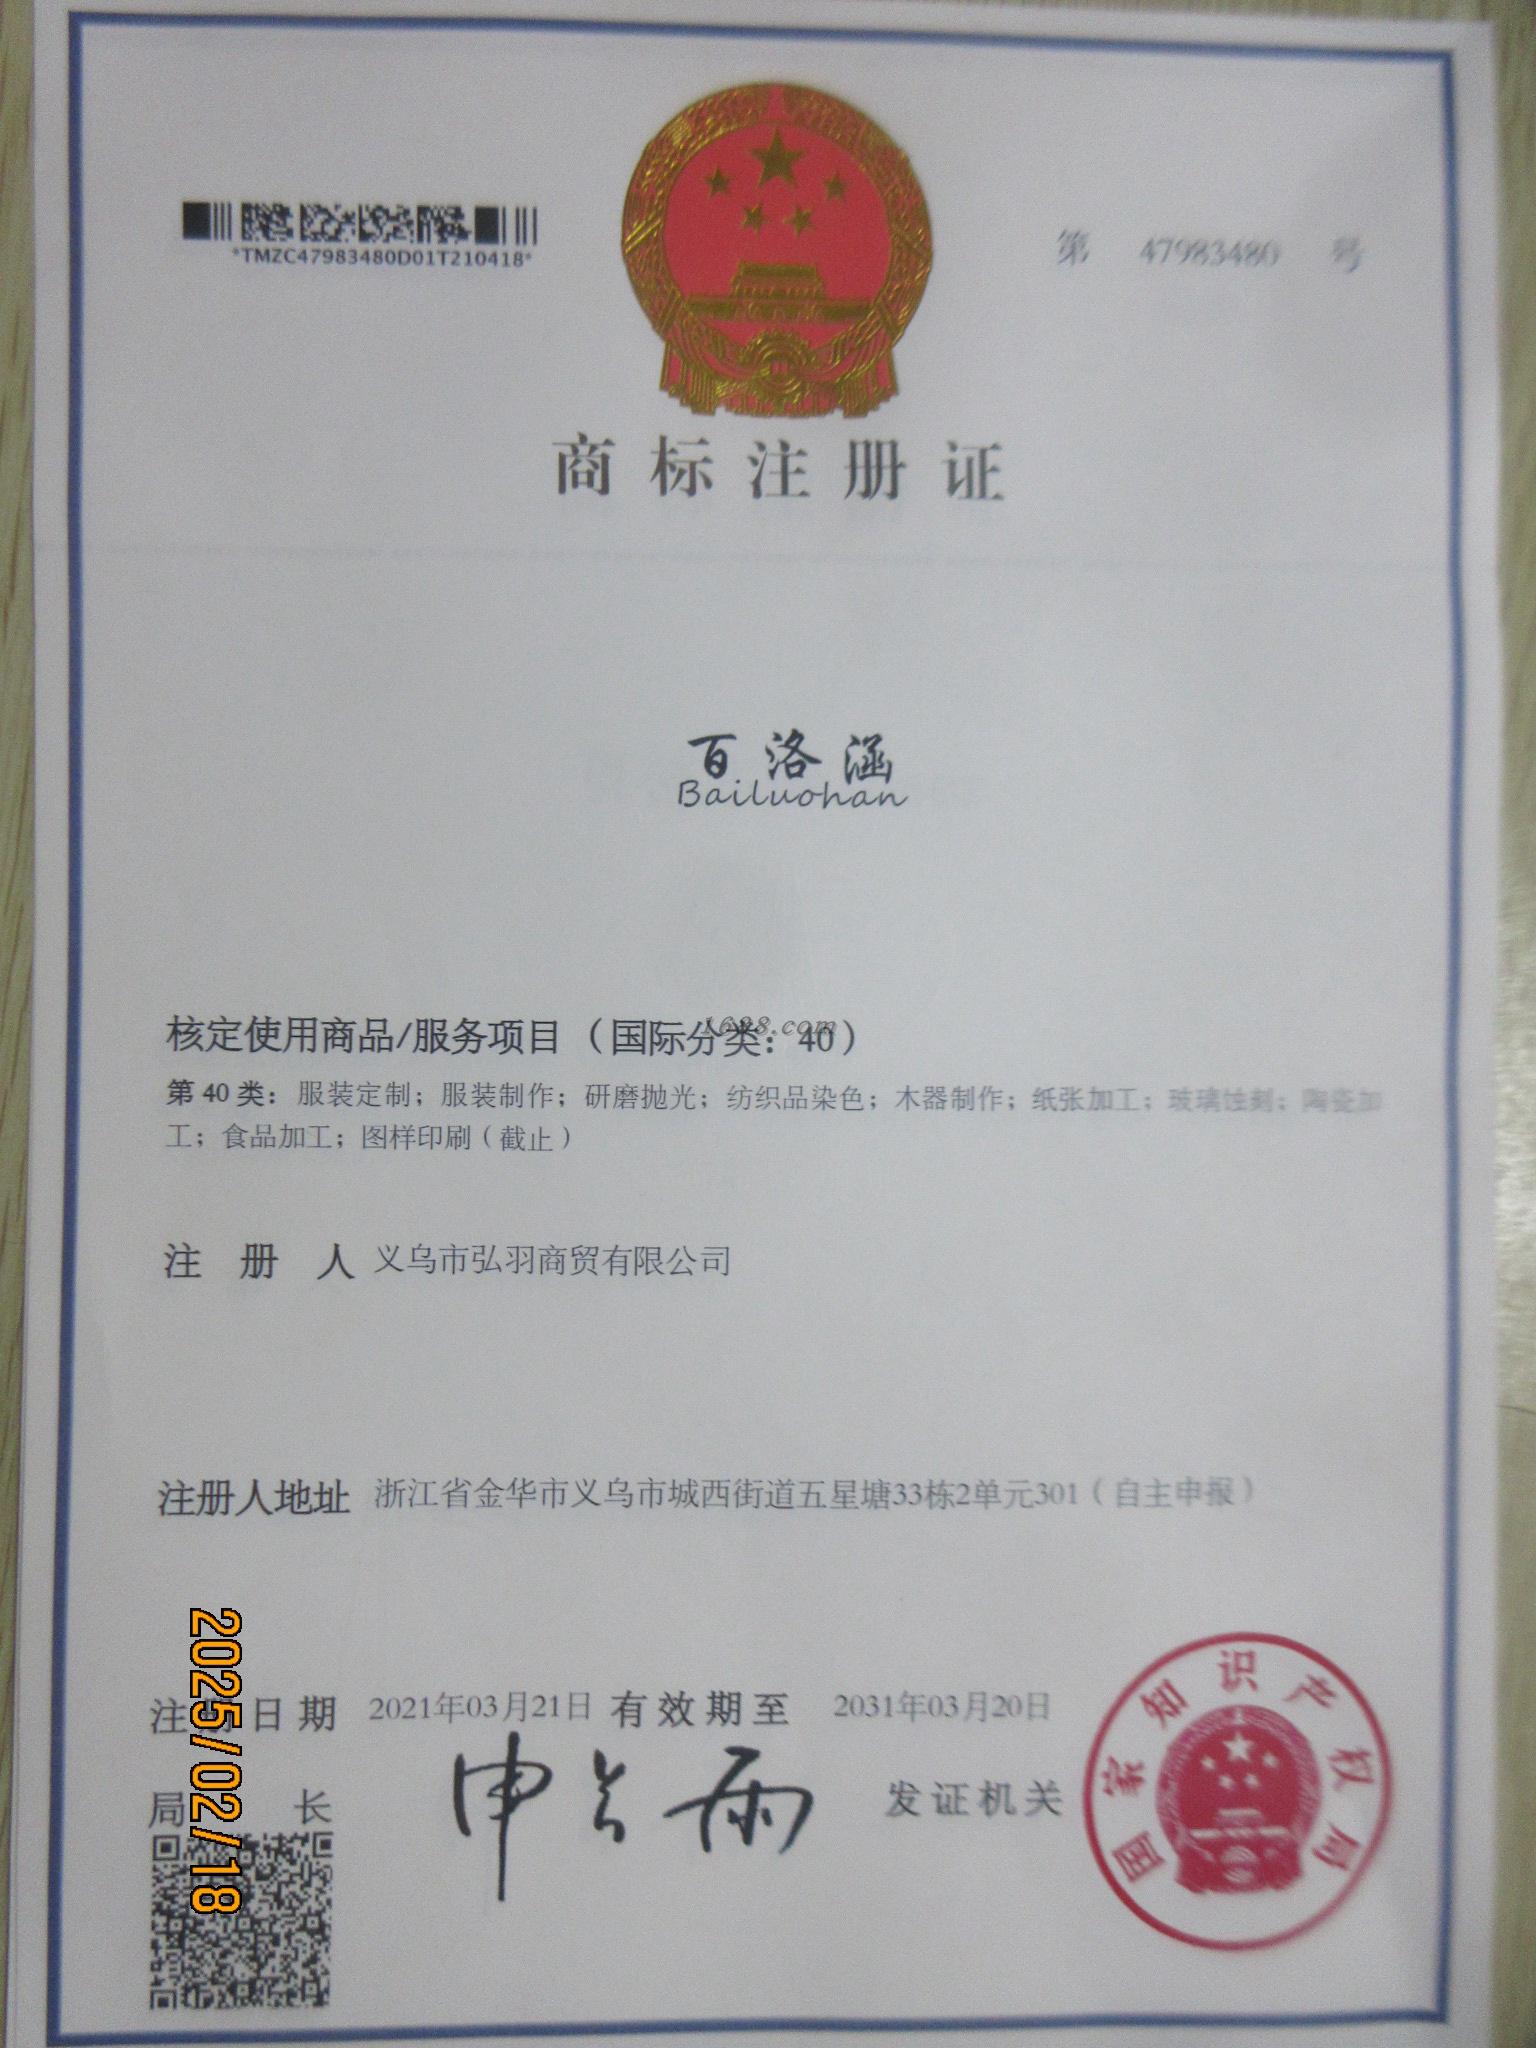 *TMZC47983480D01T210418*
第 47983480 号
商标注册证
百洛涵
Bailuohan
1688.com
核定使用商品/服务项目（国际分类：40）
第 40 类：服装定制；服装制作；研磨抛光；纺织品染色；木器制作；纸张加工；玻璃蚀刻；陶瓷加
工；食品加工；图样印刷（截止）
注册人 义乌市弘羽商贸有限公司
注册人地址 浙江省金华市义乌市城西街道五星塘33栋2单元301（自主申报）
注册日期 2021年03月21日 有效期至 2031年03月20日
局长 申长雨 发证机关
国家知识产权局
2025/02/18